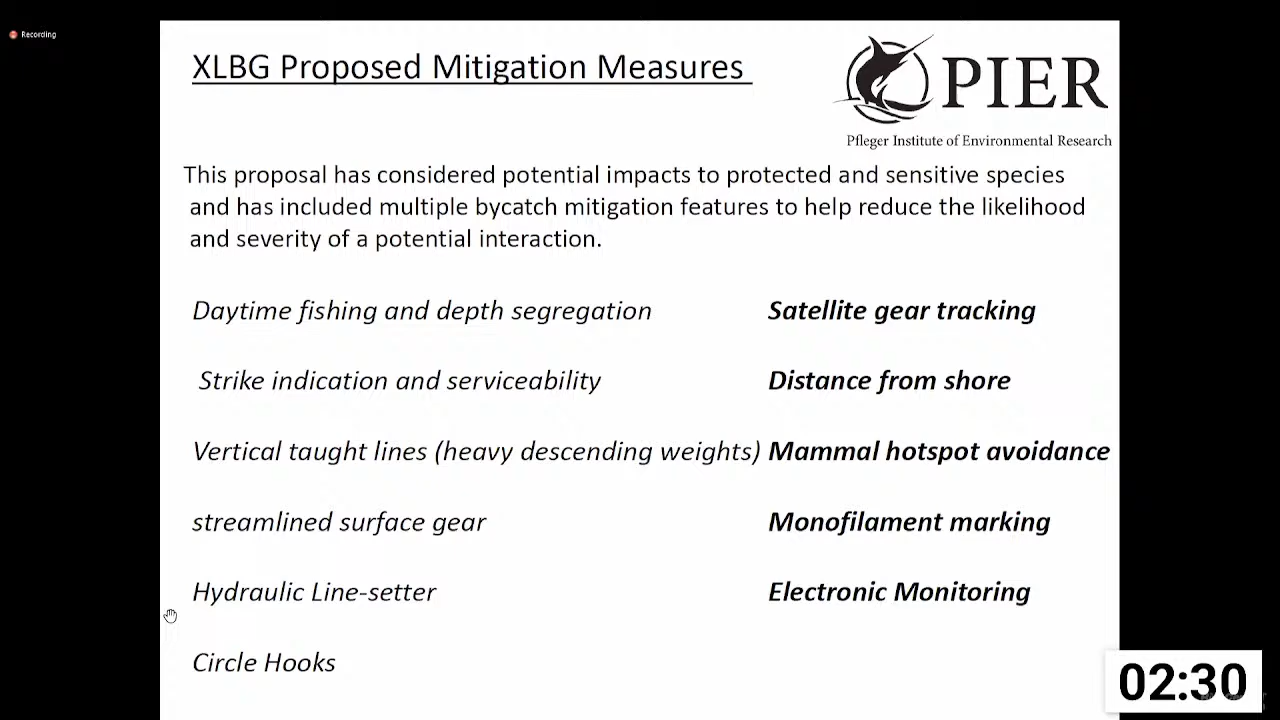 Recording
XLBG Proposed Mitigation Measures
PIER
Pfleger Institute of Environmental Research
This proposal has considered potential impacts to protected and sensitive species
and has included multiple bycatch mitigation features to help reduce the likelihood
and severity of a potential interaction.
Daytime fishing and depth segregation
Satellite gear tracking
Strike indication and serviceability
Distance from shore
Vertical taught lines (heavy descending weights)
Mammal hotspot avoidance
streamlined surface gear
Monofilament marking
Hydraulic Line-setter
Electronic Monitoring
Circle Hooks
02:30